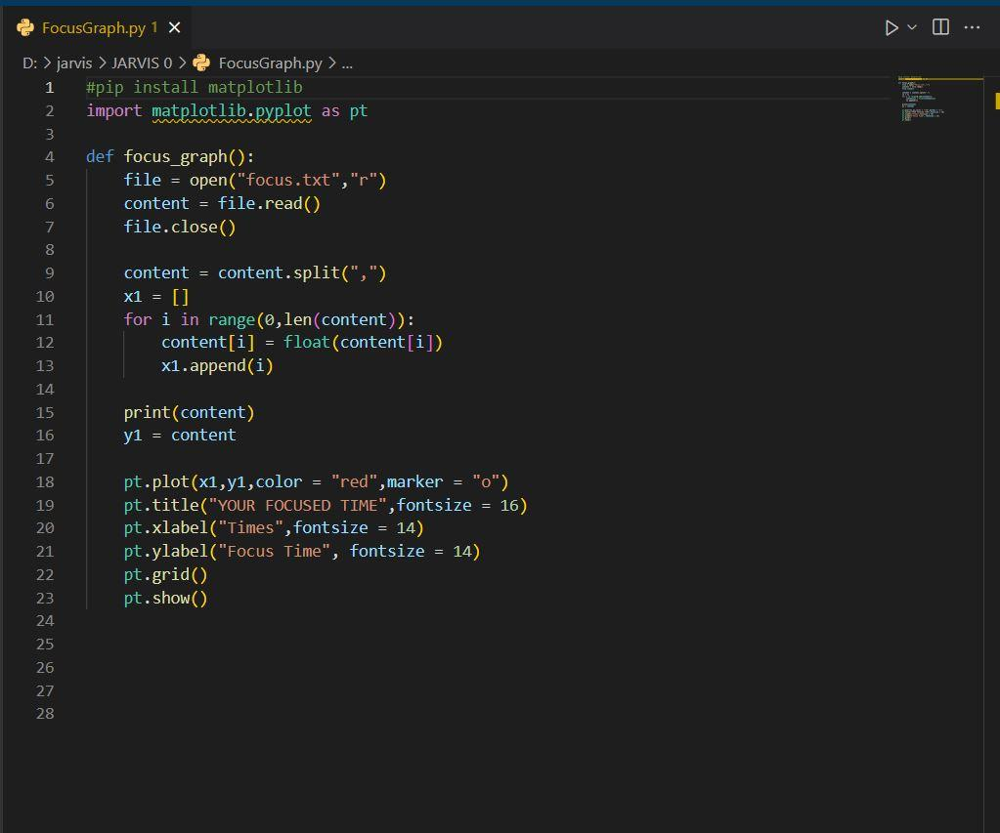 FocusGraph.py 1
D: > jarvis > JARVIS 0 > FocusGraph.py > ...
1 #pip install matplotlib
2 import matplotlib.pyplot as pt
3
4 def focus_graph():
5     file = open("focus.txt","r")
6     content = file.read()
7     file.close()
8
9     content = content.split(",")
10     x1 = []
11     for i in range(0,len(content)):
12         content[i] = float(content[i])
13         x1.append(i)
14
15     print(content)
16     y1 = content
17
18     pt.plot(x1,y1,color = "red",marker = "o")
19     pt.title("YOUR FOCUSED TIME",fontsize = 16)
20     pt.xlabel("Times",fontsize = 14)
21     pt.ylabel("Focus Time", fontsize = 14)
22     pt.grid()
23     pt.show()
24
25
26
27
28